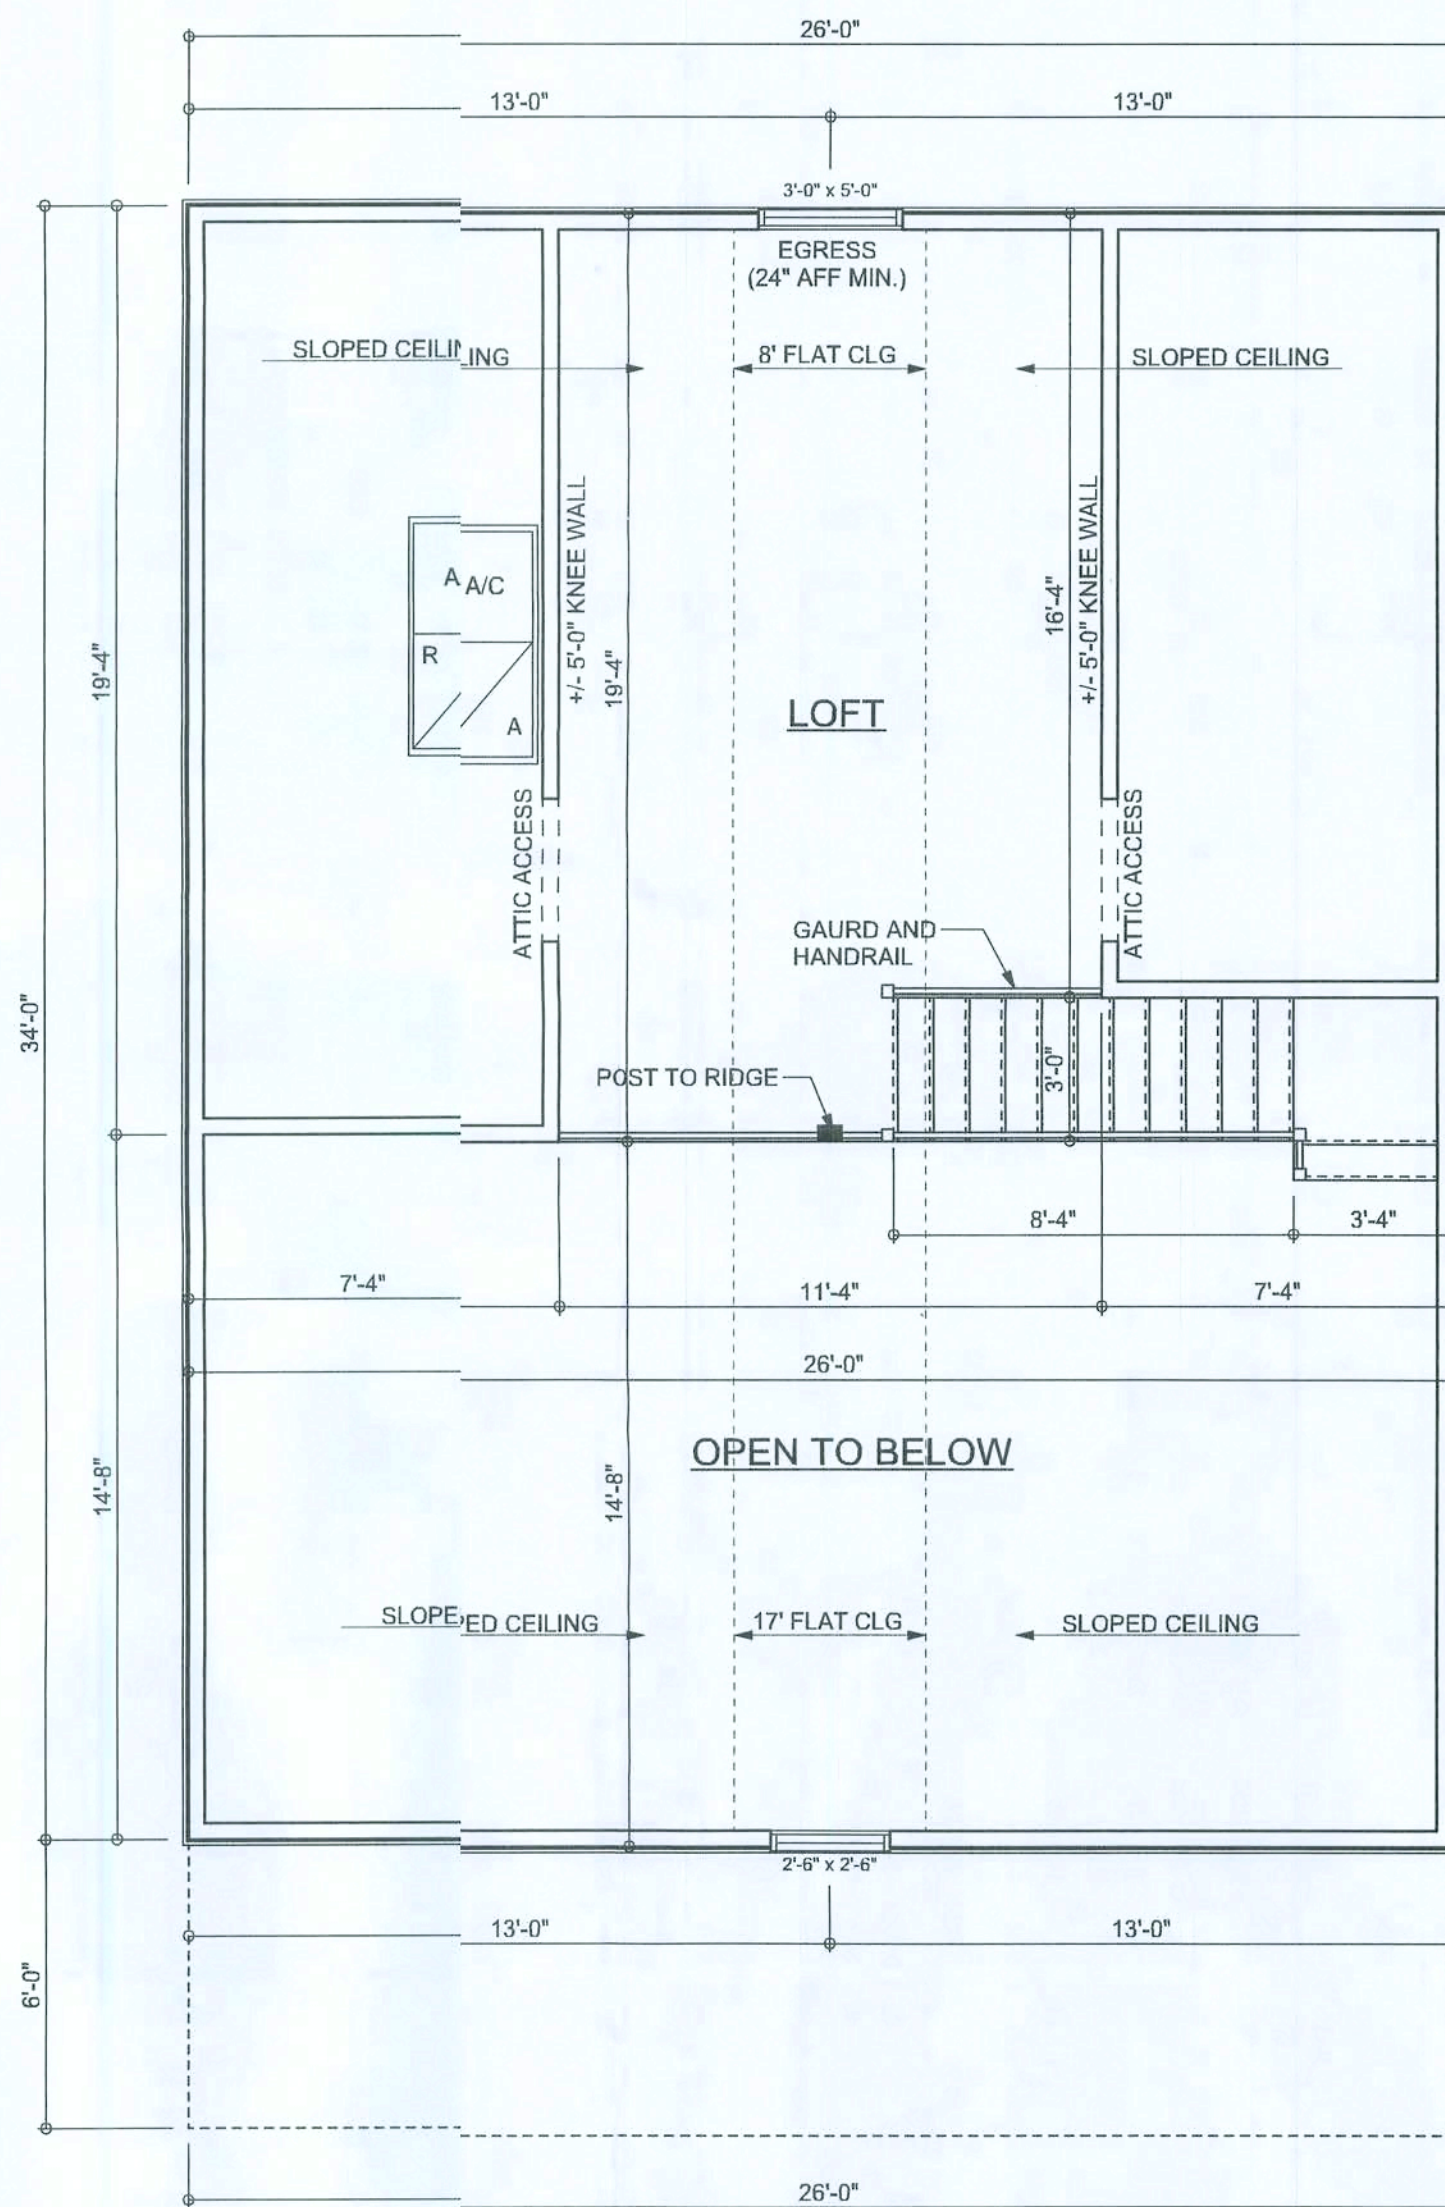 26'-0"
13'-0"
13'-0"
3'-0" x 5'-0"
EGRESS
(24" AFF MIN.)
SLOPED CEILIN
LING
8' FLAT CLG
SLOPED CEILING
+/- 5'-0" KNEE WALL
+/- 5'-0" KNEE WALL
A
A/C
R
A
19'-4"
19'-4"
16'-4"
LOFT
ATTIC ACCESS
ATTIC ACCESS
GAURD AND
HANDRAIL
34'-0"
POST TO RIDGE
3'-0"
8'-4"
3'-4"
7'-4"
11'-4"
7'-4"
26'-0"
OPEN TO BELOW
14'-8"
14'-8"
SLOPE
PED CEILING
17' FLAT CLG
SLOPED CEILING
2'-6" x 2'-6"
13'-0"
13'-0"
6'-0"
26'-0"